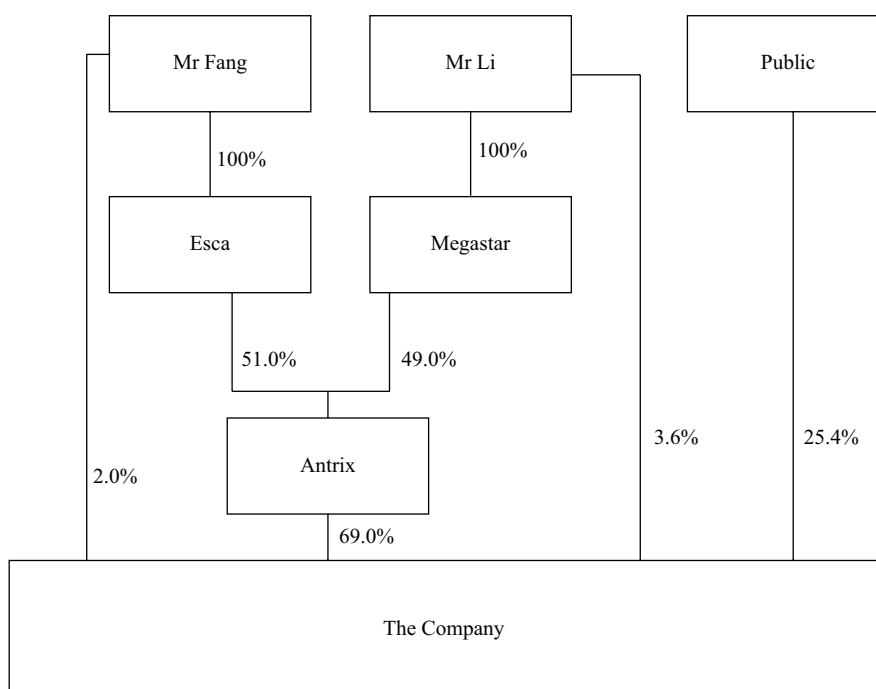 Mr Fang
Mr Li
Public
100%
100%
Esca
Megastar
51.0%
49.0%
3.6%
25.4%
Antrix
2.0%
69.0%
The Company